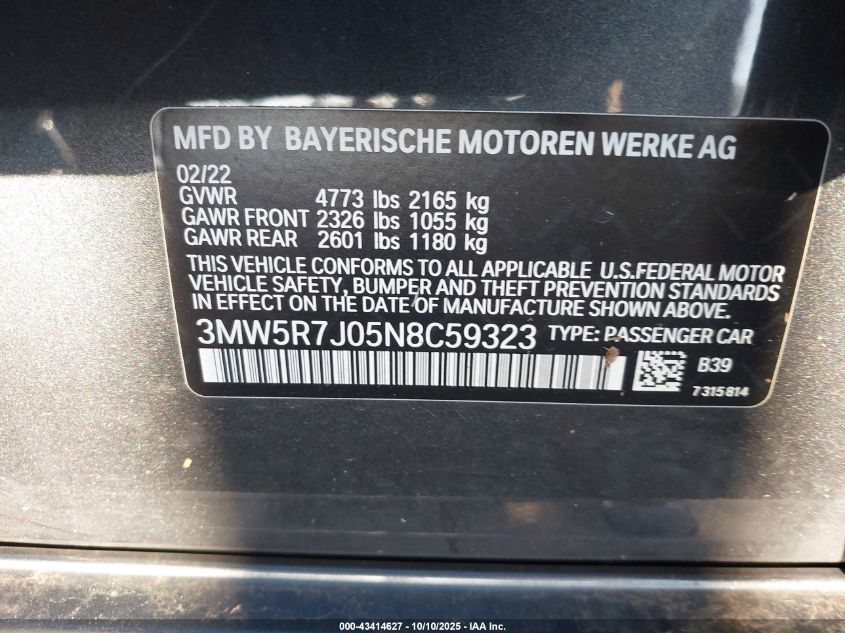 MFD BY BAYERISCHE MOTOREN WERKE AG
02/22
GVWR 4773 lbs 2165 kg
GAWR FRONT 2326 lbs 1055 kg
GAWR REAR 2601 lbs 1180 kg
THIS VEHICLE CONFORMS TO ALL APPLICABLE U.S.FEDERAL MOTOR
VEHICLE SAFETY, BUMPER AND THEFT PREVENTION STANDARDS
IN EFFECT ON THE DATE OF MANUFACTURE SHOWN ABOVE.
3MW5R7J05N8C59323 TYPE: PASSENGER CAR
B39
7315814
000-43414627 - 10/10/2025 - IAA Inc.